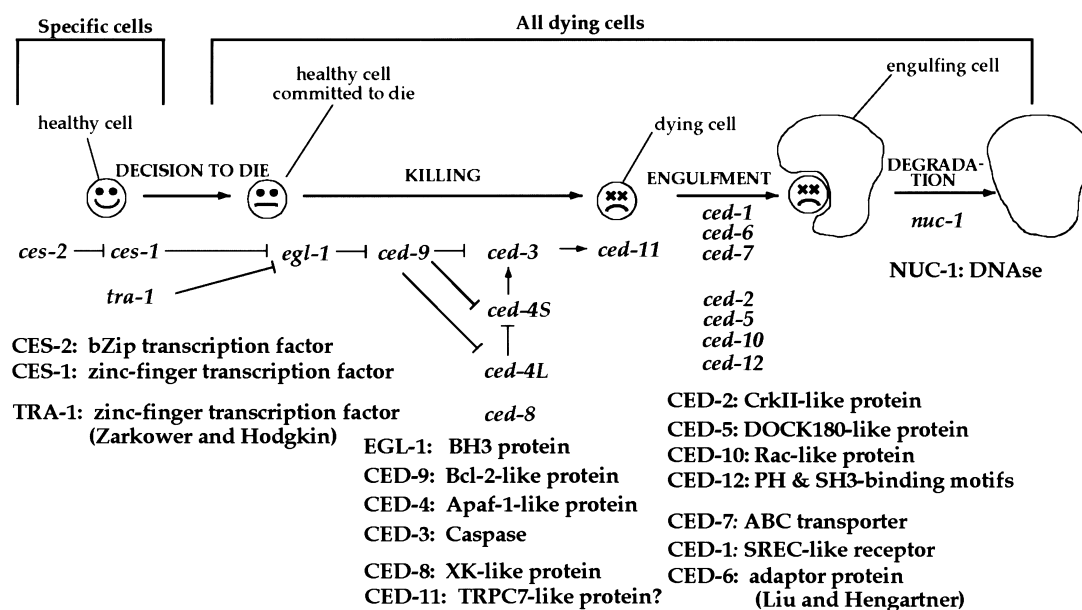 Specific cells
All dying cells
healthy cell
healthy cell
committed to die
dying cell
engulfing cell
DECISION TO DIE
KILLING
ENGULFMENT
DEGRADA-
TION
xx
xx
ced-1
ced-6
ced-7
nuc-1
ces-2 ces-1 egl-1 ced-9 ced-3 ced-11
NUC-1: DNAse
tra-1
ced-4S
ced-2
ced-5
ced-10
ced-12
ced-4L
ced-8
CES-2: bZip transcription factor
CES-1: zinc-finger transcription factor
TRA-1: zinc-finger transcription factor
(Zarkower and Hodgkin)
EGL-1: BH3 protein
CED-9: Bcl-2-like protein
CED-4: Apaf-1-like protein
CED-3: Caspase
CED-8: XK-like protein
CED-11: TRPC7-like protein?
CED-2: CrkII-like protein
CED-5: DOCK180-like protein
CED-10: Rac-like protein
CED-12: PH & SH3-binding motifs
CED-7: ABC transporter
CED-1: SREC-like receptor
CED-6: adaptor protein
(Liu and Hengartner)